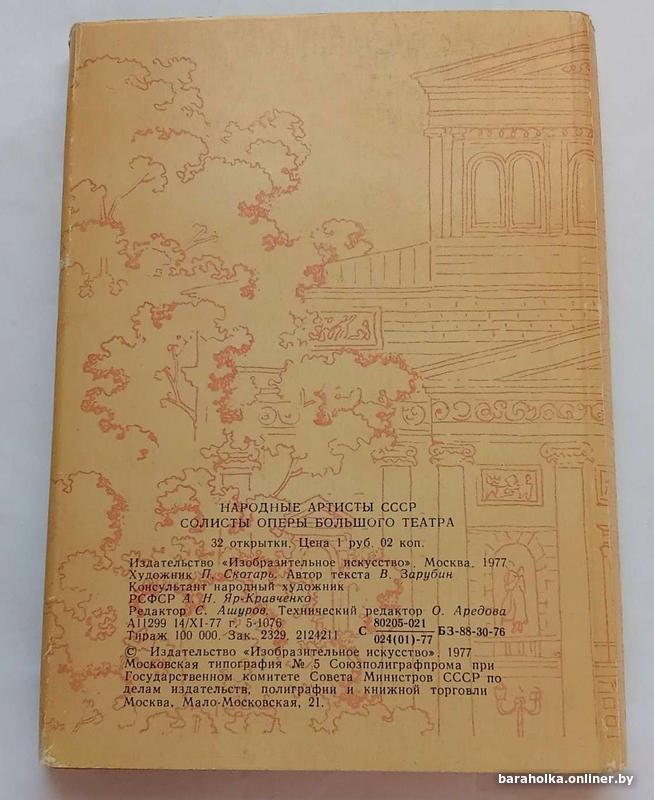 НАРОДНЫЕ АРТИСТЫ СССР
СОЛИСТЫ ОПЕРЫ БОЛЬШОГО ТЕАТРА
32 открытки. Цена 1 руб. 02 коп.
Издательство «Изобразительное искусство». Москва. 1977
Художник П. Скотарь. Автор текста В. Зарубин
Консультант народный художник
РСФСР А. Н. Яр-Кравченко
Редактор С. Ашуров. Технический редактор О. Аредова
А11299 14/XI-77 г. 5-1076
Тираж 100 000. Зак. 2329. 2124211
С 80205-021
024(01)-77 БЗ-88-30-76
© Издательство «Изобразительное искусство». 1977
Московская типография № 5 Союзполиграфпрома при
Государственном комитете Совета Министров СССР по
делам издательств, полиграфии и книжной торговли
Москва, Мало-Московская, 21.
baraholka.onliner.by